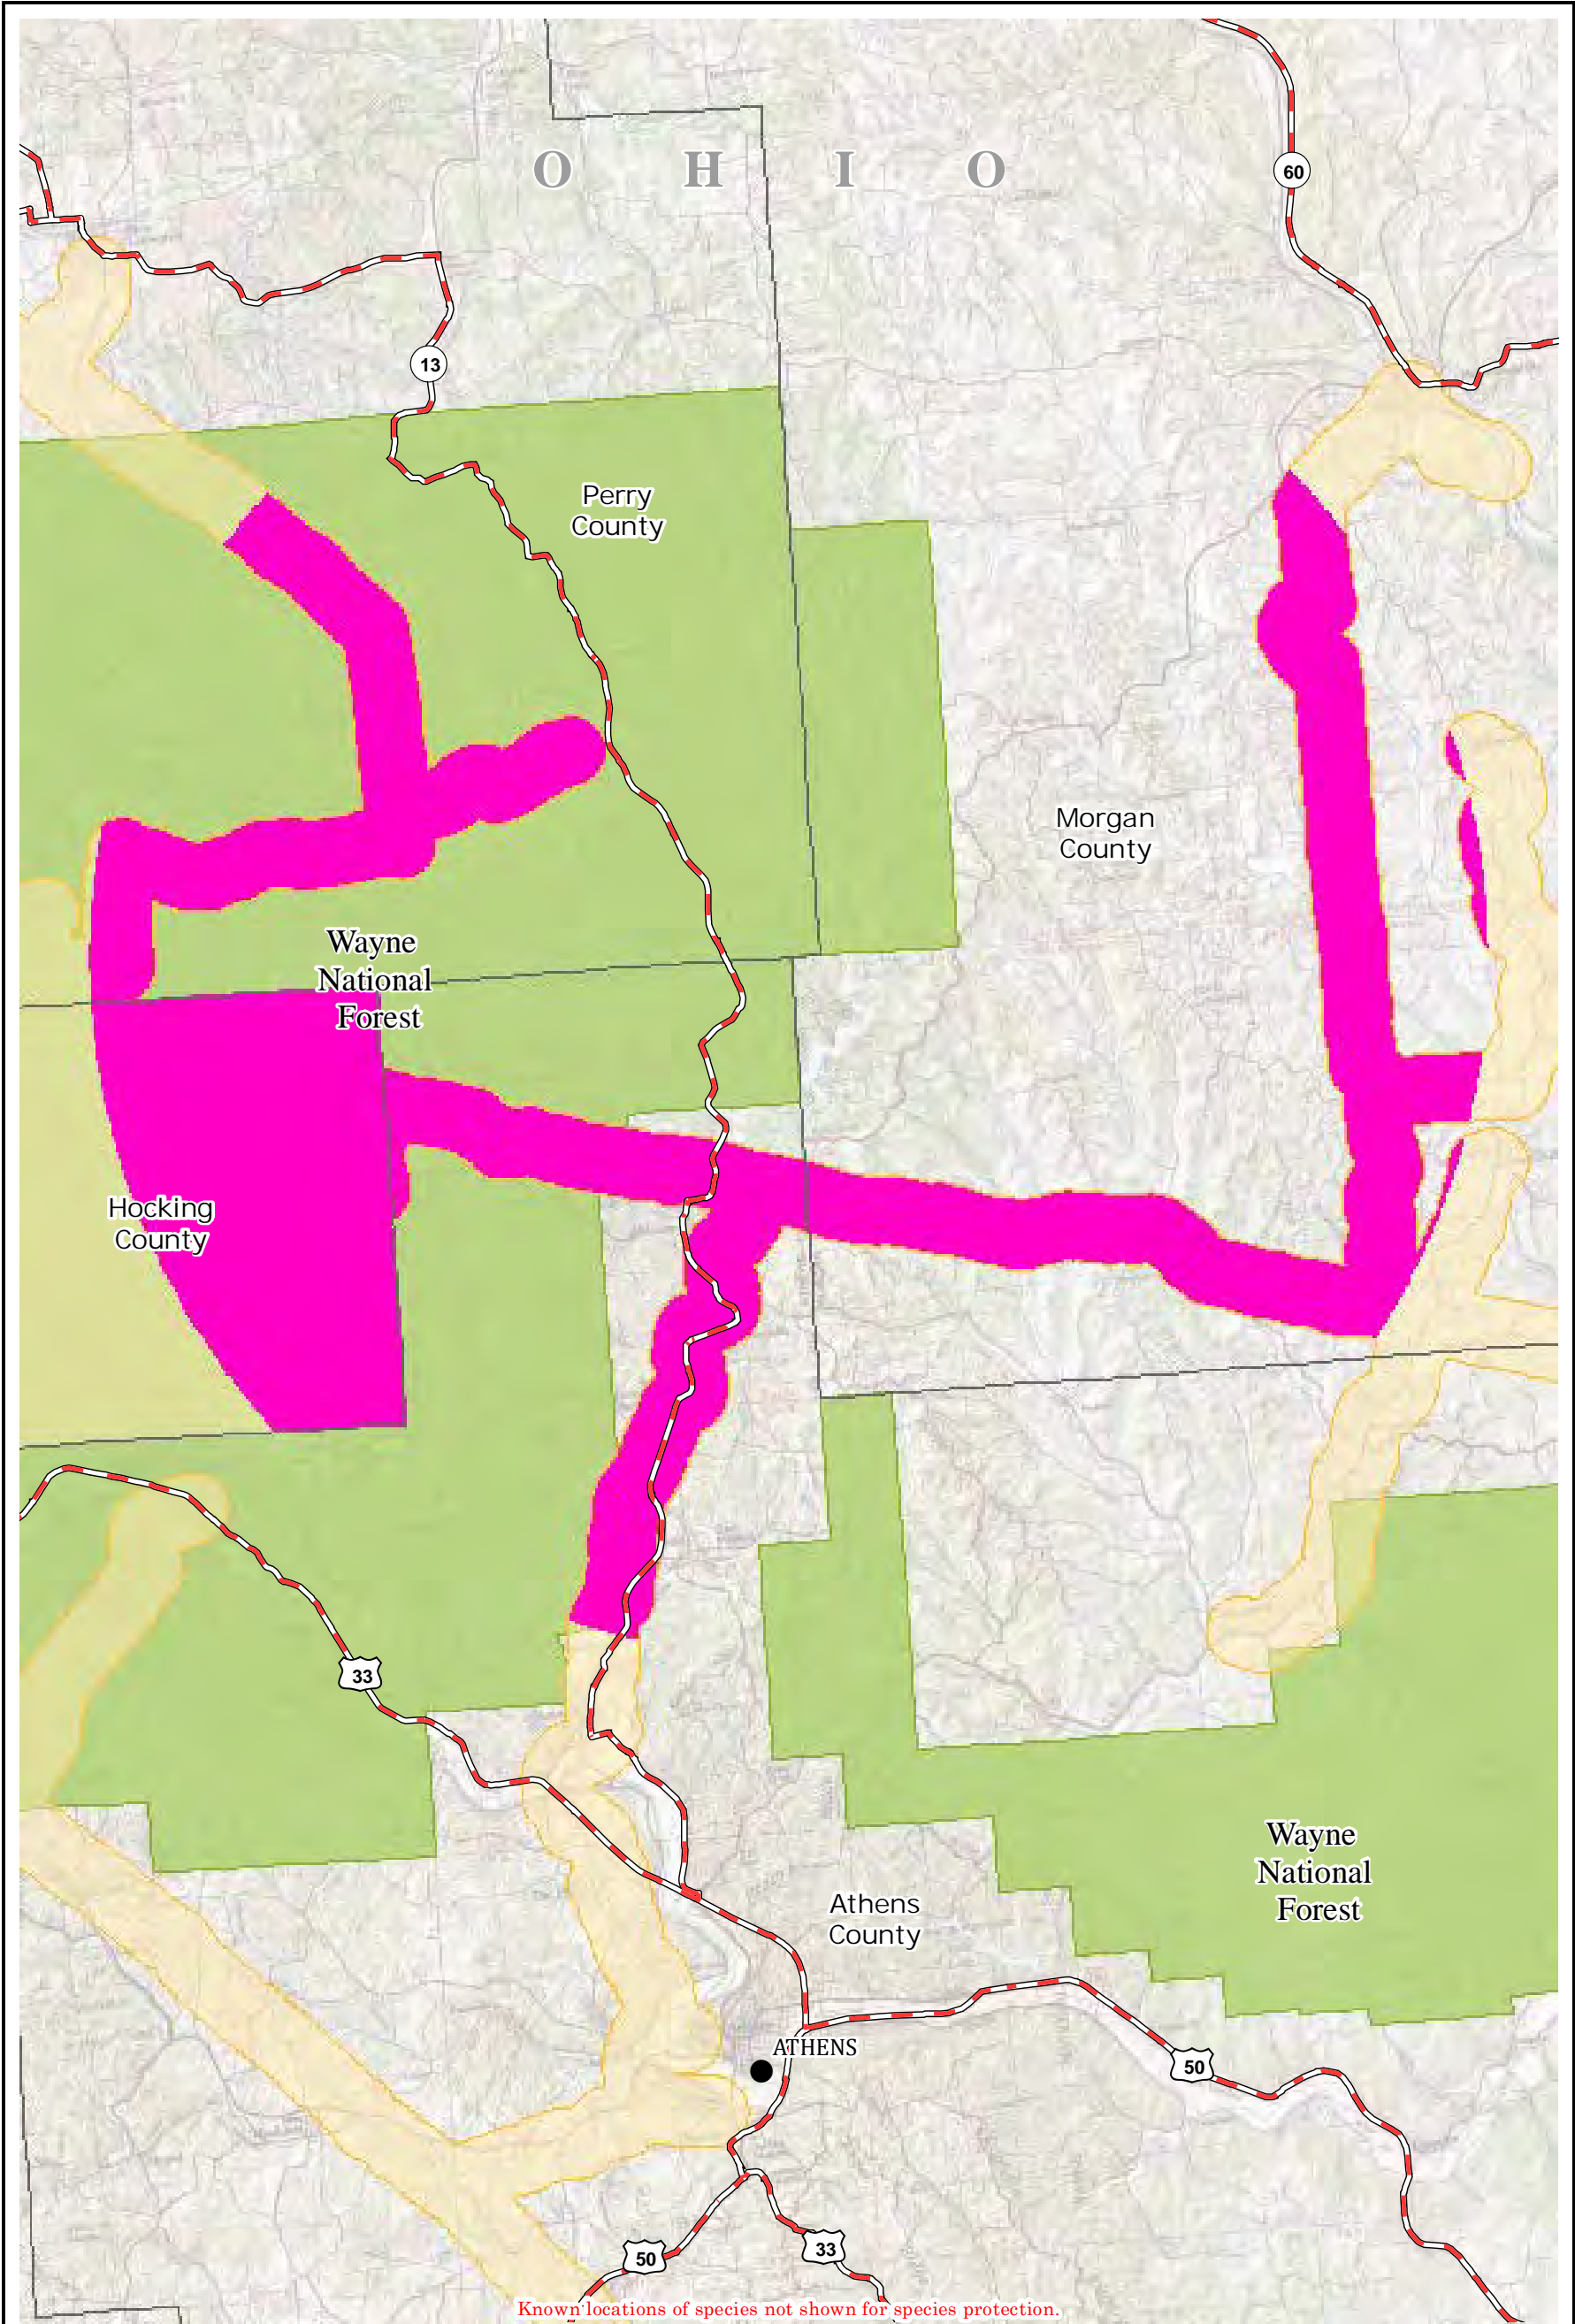 O H I O
60
13
Perry
County
Morgan
County
Wayne
National
Forest
Hocking
County
33
Wayne
National
Forest
Athens
County
ATHENS
50
50
33
Known locations of species not shown for species protection.